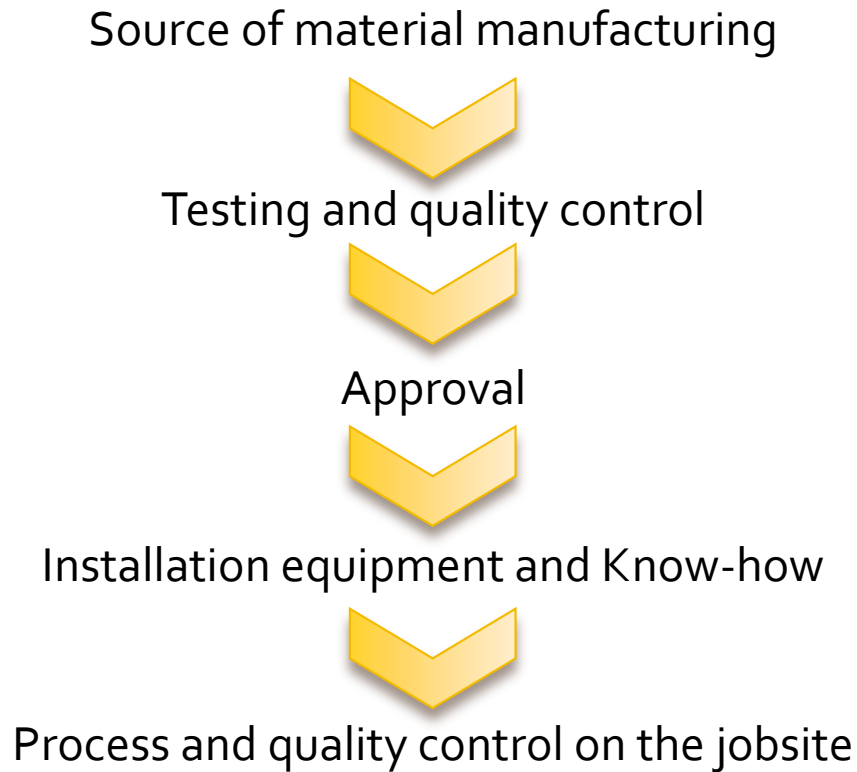 Source of material manufacturing
Testing and quality control
Approval
Installation equipment and Know-how
Process and quality control on the jobsite